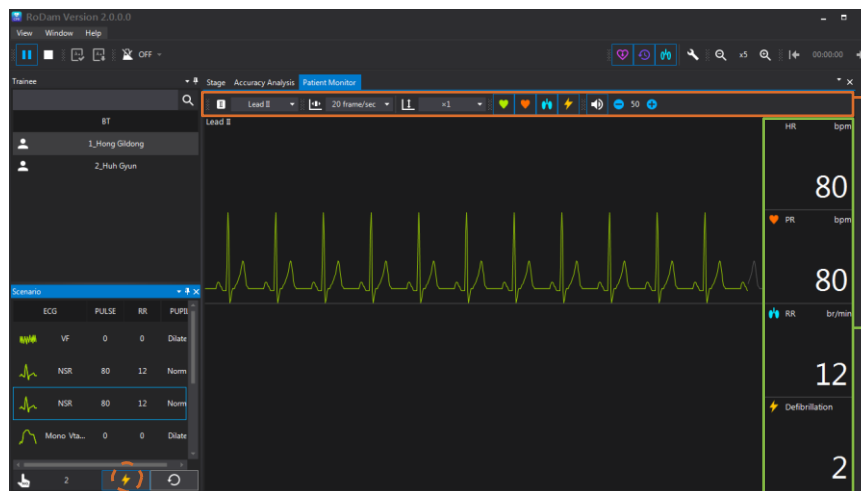 RoDam Version 2.0.0.0
View Window Help
OFF
x5
00:00:00
Trainee
Stage Accuracy Analysis Patient Monitor
BT
1_Hong Gildong
2_Huh Gyun
Lead Ⅱ 20 frame/sec ×1 50
Lead Ⅱ
HR bpm
80
PR bpm
80
RR br/min
12
Defibrillation
2
Scenario
ECG PULSE RR PUPIL
VF 0 0 Dilate
NSR 80 12 Norm
NSR 80 12 Norm
Mono Vta... 0 0 Dilate
2